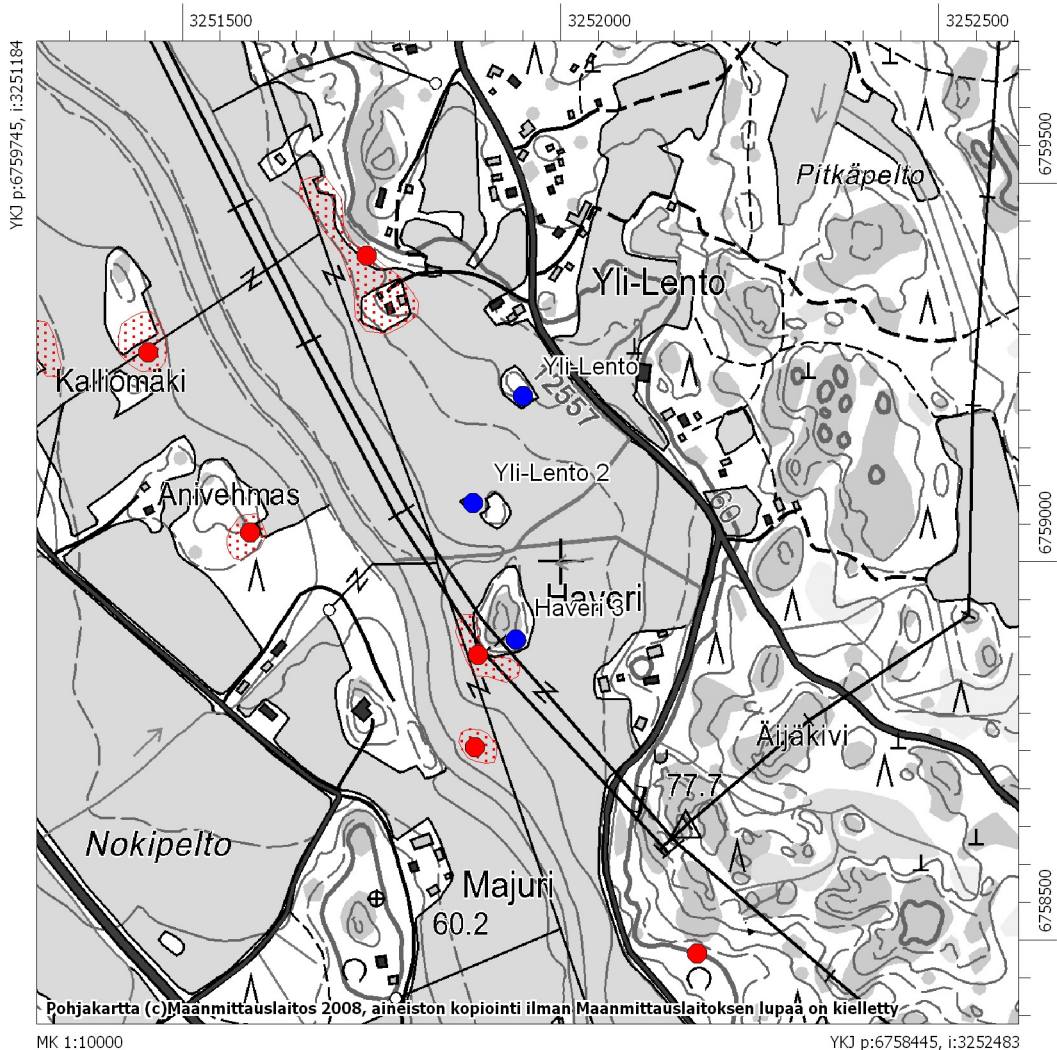 3251500
3252000
3252500
YKJ p:6759745, i:3251184
6759500
Pitkäpelto
Yli-Lento
Yli-Lento
Kalliomäki
12557
Yli-Lento 2
Anivehmas
60
6759000
Haveri
Haveri 3
Äijäkivi
77.7
Nokipelto
Majuri
60.2
6758500
Pohjakartta (c)Maanmittauslaitos 2008, aineiston kopiointi ilman Maanmittauslaitoksen lupaa on kielletty
MK 1:10000
YKJ p:6758445, i:3252483